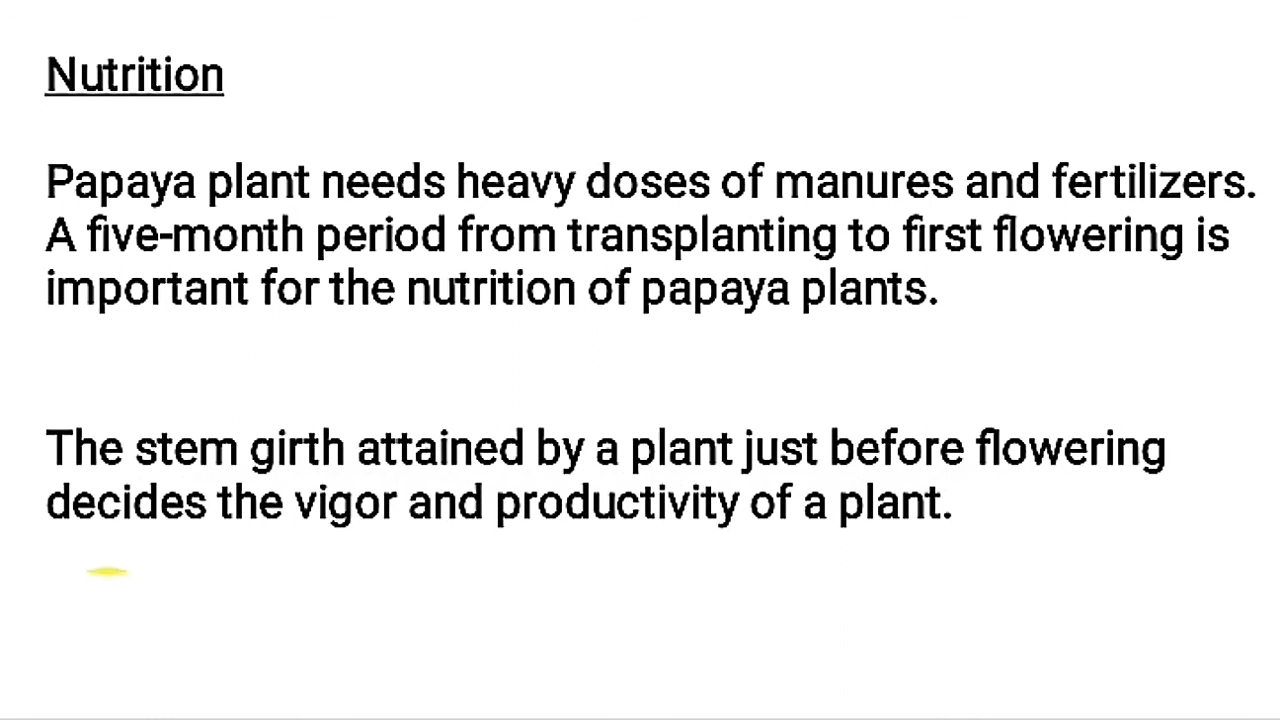 Nutrition
Papaya plant needs heavy doses of manures and fertilizers.
A five-month period from transplanting to first flowering is
important for the nutrition of papaya plants.
The stem girth attained by a plant just before flowering
decides the vigor and productivity of a plant.